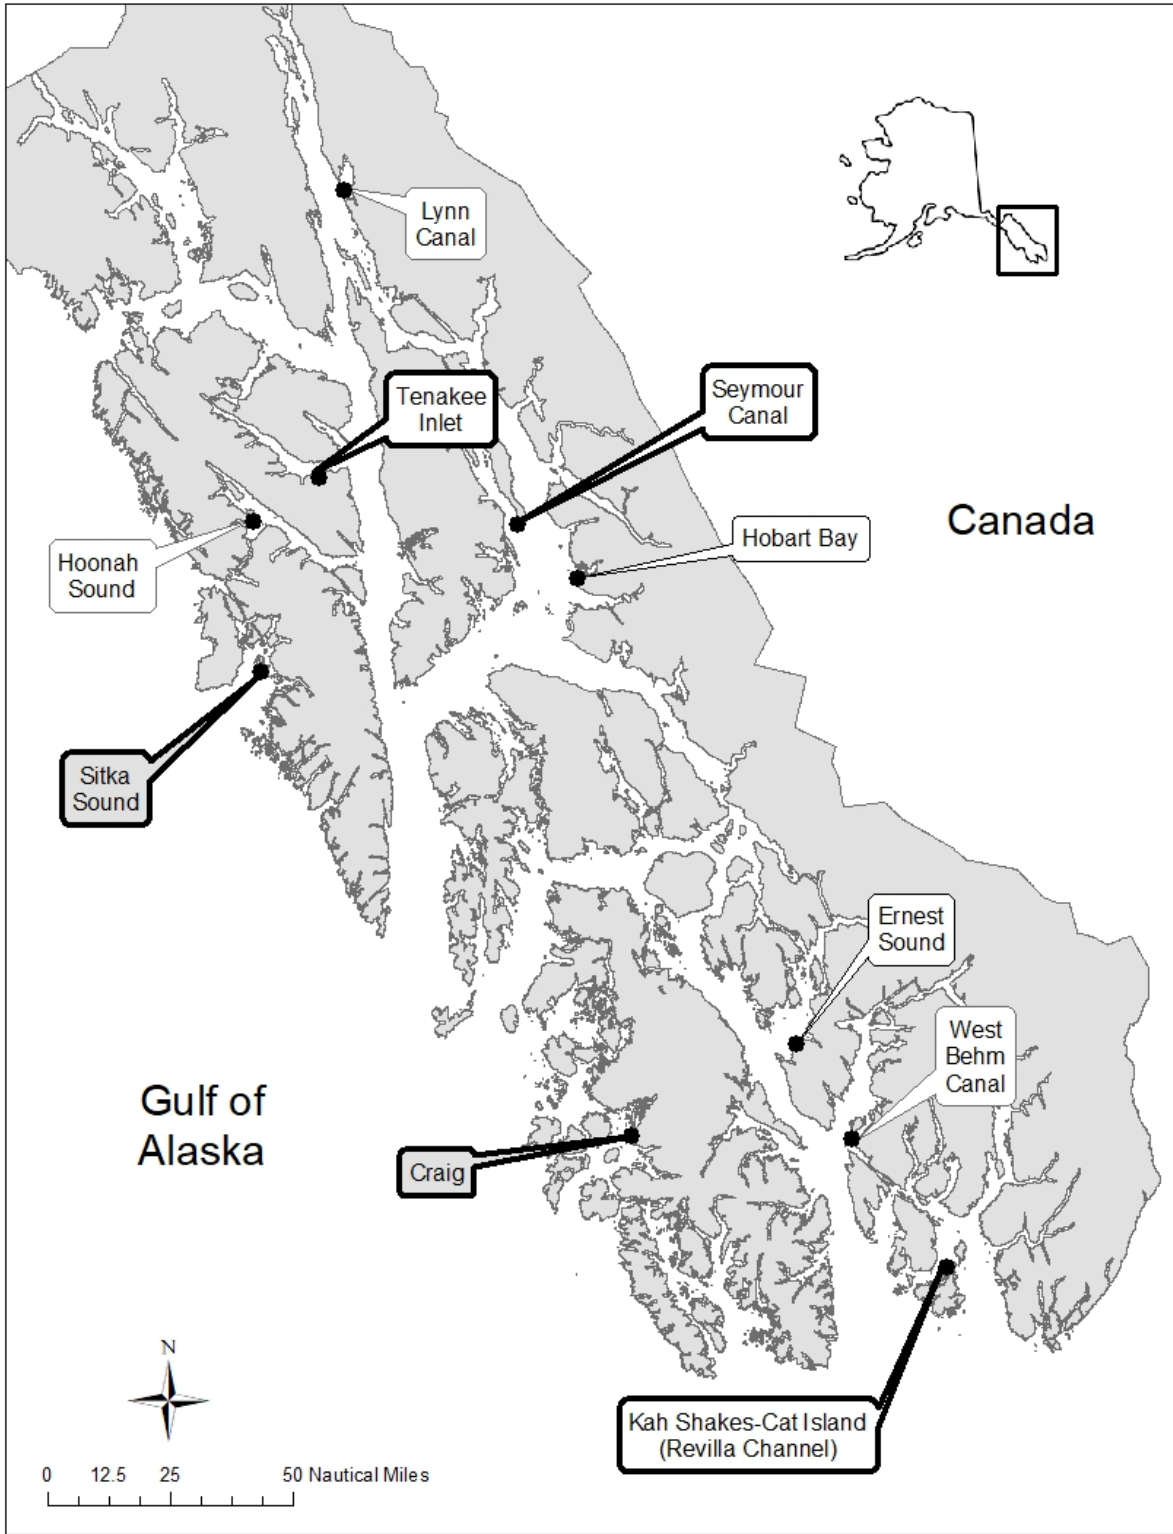 Lynn
Canal
Tenakee
Inlet
Seymour
Canal
Canada
Hobart Bay
Hoonah
Sound
Sitka
Sound
Ernest
Sound
West
Behm
Canal
Gulf of
Alaska
Craig
N
Kah Shakes-Cat Island
(Revilla Channel)
0 12.5 25 50 Nautical Miles